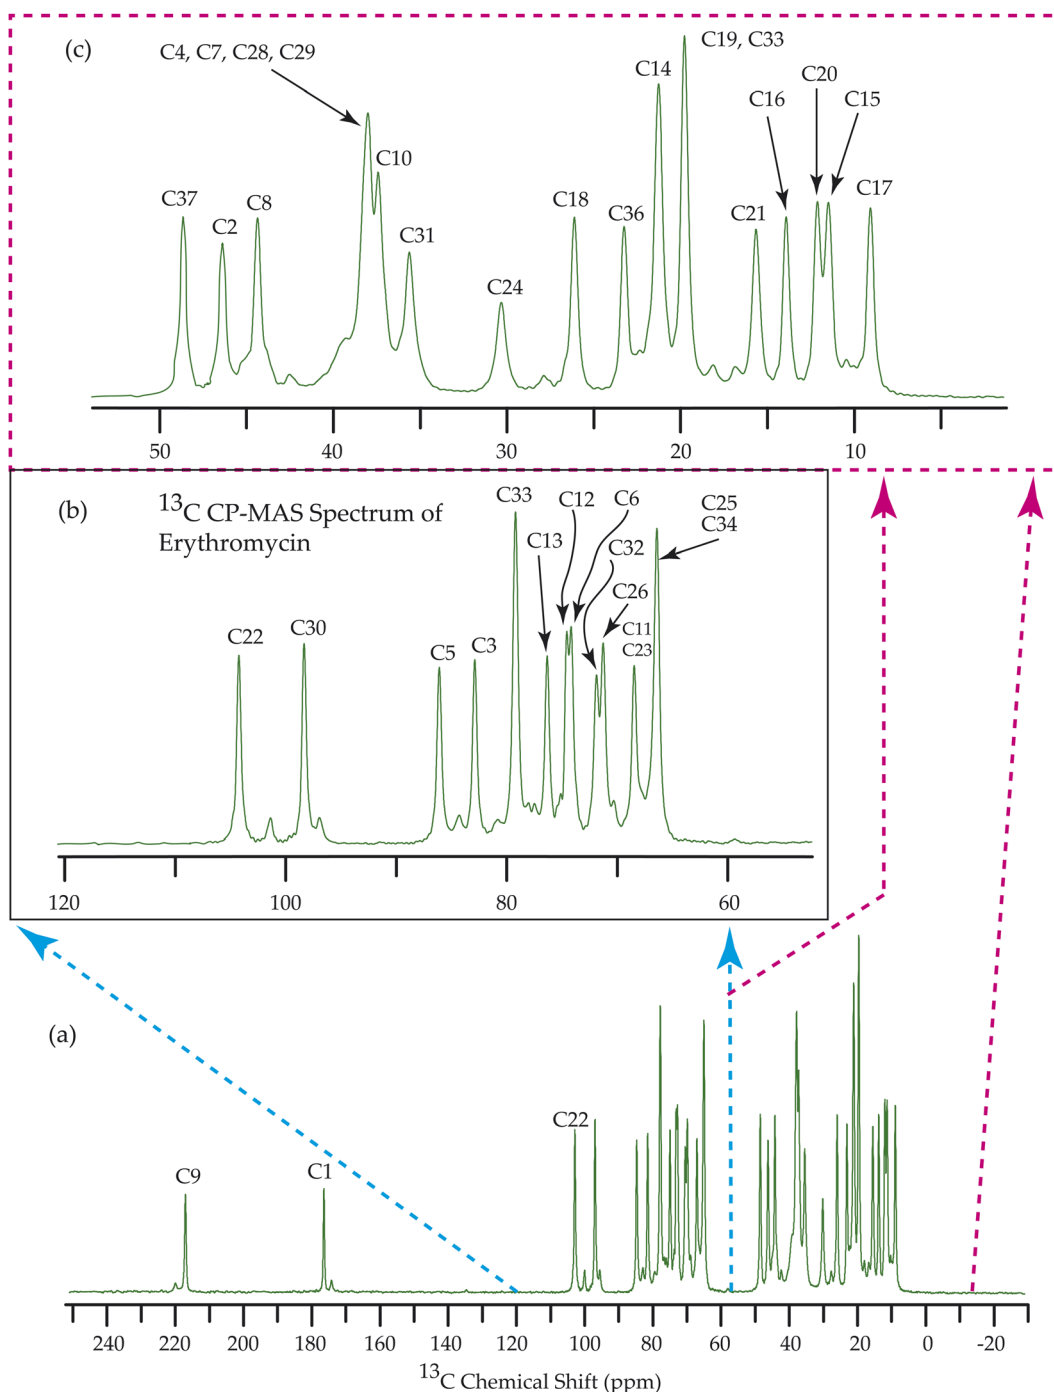 (c)
C4, C7, C28, C29
C19, C33
C14
C20
C16
C15
C10
C37
C2
C8
C31
C18
C36
C21
C17
C24
50
40
30
20
10
(b)
13C CP-MAS Spectrum of
Erythromycin
C33
C12
C6
C25
C34
C13
C32
C26
C11
C23
C22
C30
C5
C3
120
100
80
60
(a)
C22
C9
C1
240
220
200
180
160
140
120
100
80
60
40
20
0
-20
13C Chemical Shift (ppm)